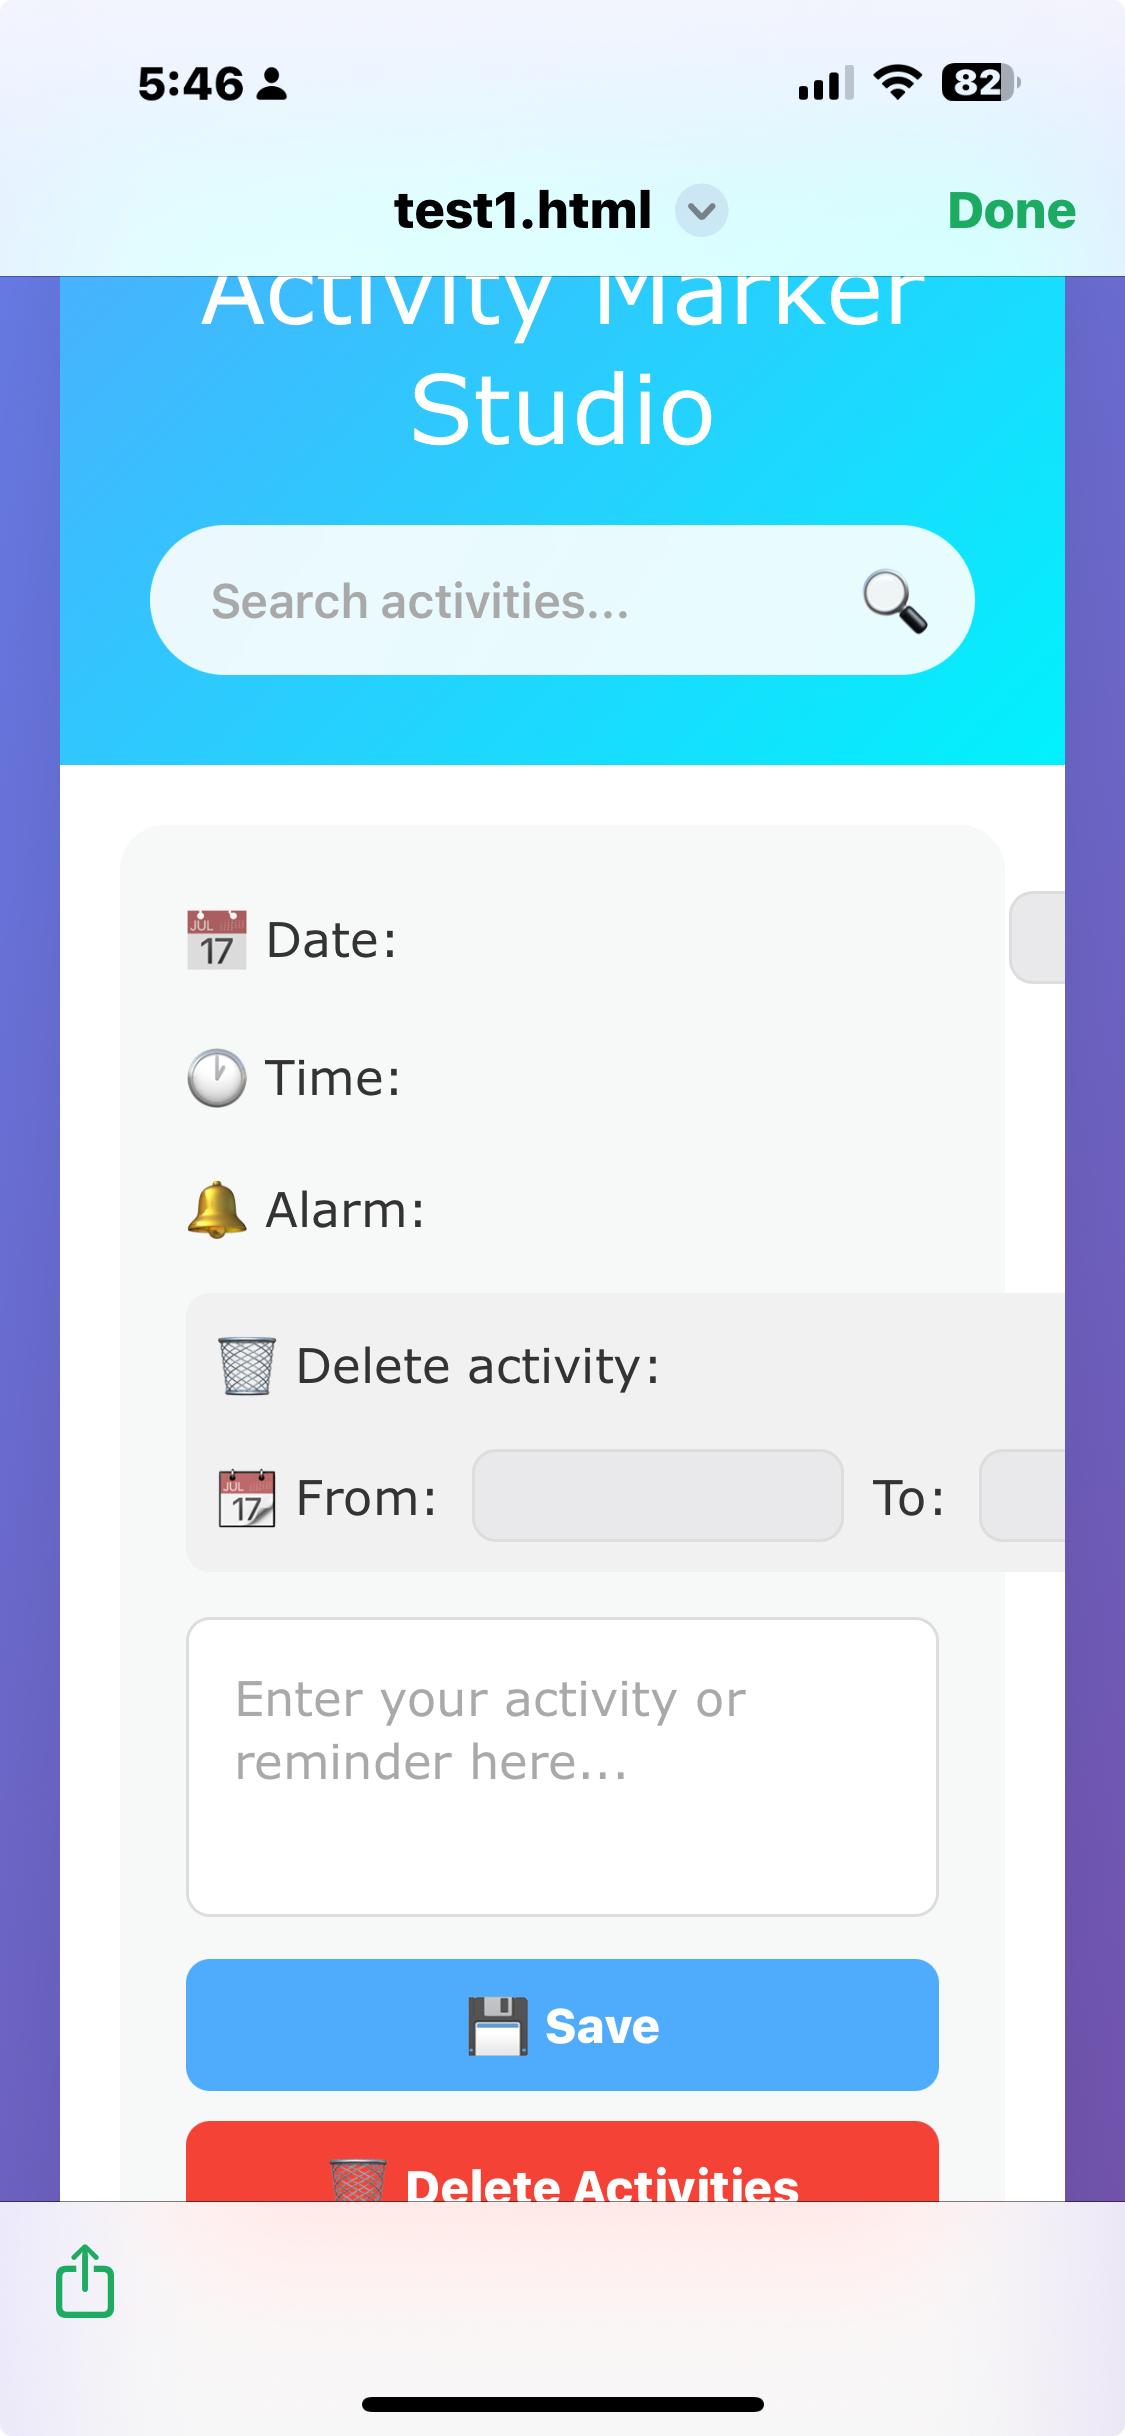 5:46
82
test1.html
Done
Activity Marker
Studio
Search activities...
JUL 17 Date:
Time:
Alarm:
Delete activity:
JUL 17 From:
To:
Enter your activity or
reminder here...
Save
Delete Activities